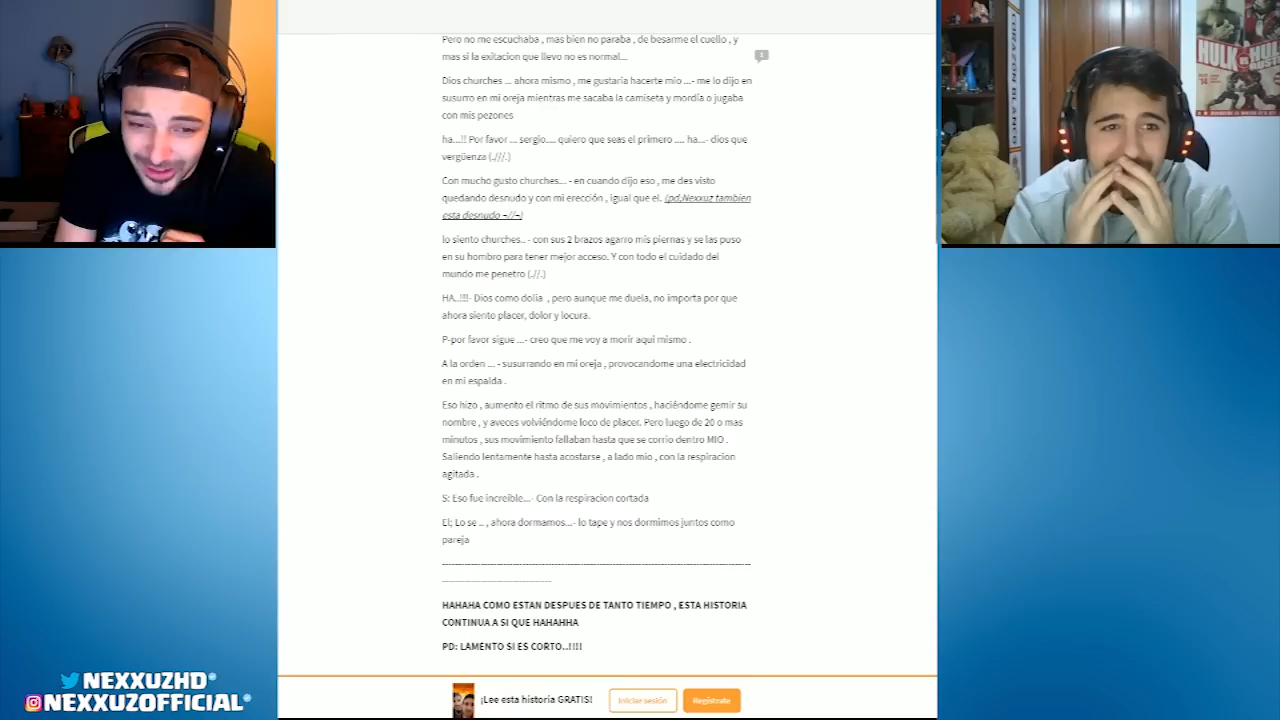 Pero no me escuchaba , mas bien no paraba , de besarme el cuello , y
mas si la exitacion que llevo no es normal....
1
Dios churches ... ahora mismo , me gustaria hacerte mio ...- me lo dijo en
susurro en mi oreja mientras me sacaba la camiseta y mordía o jugaba
con mis pezones
ha...!! Por favor .... sergio..... quiero que seas el primero ..... ha...- dios que
vergüenza (.///.)
Con mucho gusto churches... - en cuando dijo eso , me des visto
quedando desnudo y con mi erección , igual que el. (pd,Nexxuz tambien
esta desnudo ¬//¬)
lo siento churches.. - con sus 2 brazos agarro mis piernas y se las puso
en su hombro para tener mejor acceso. Y con todo el cuidado del
mundo me penetro (.//.)
HA..!!!!- Dios como dolia , pero aunque me duela, no importa por que
ahora siento placer, dolor y locura.
P-por favor sigue ...- creo que me voy a morir aqui mismo .
A la orden ... - susurrando en mi oreja , provocandome una electricidad
en mi espalda .
Eso hizo , aumento el ritmo de sus movimientos , haciéndome gemir su
nombre , y aveces volviéndome loco de placer. Pero luego de 20 o mas
minutos , sus movimiento fallaban hasta que se corrio dentro MIO .
Saliendo lentamente hasta acostarse , a lado mio , con la respiracion
agitada .
S: Eso fue increible...- Con la respiracion cortada
El; Lo se .. , ahora dormamos...- lo tape y nos dormimos juntos como
pareja
HAHAHA COMO ESTAN DESPUES DE TANTO TIEMPO , ESTA HISTORIA
CONTINUA A SI QUE HAHAHHA
PD: LAMENTO SI ES CORTO..!!!!
¡Lee esta historia GRATIS!
Iniciar sesión
Regístrate
NEXXUZHD
@NEXXUZOFFICIAL
CORAZON BLANCO
HULK